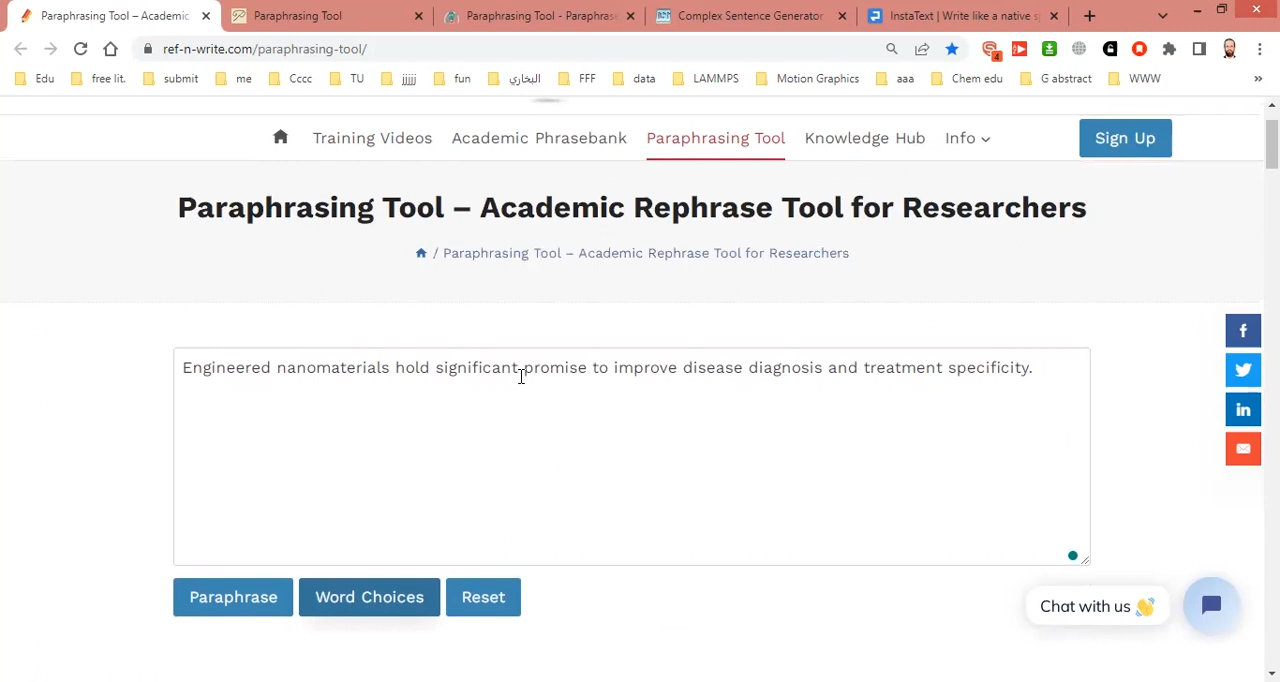 Paraphrasing Tool – Academic
Paraphrasing Tool
Paraphrasing Tool - Paraphrase
Complex Sentence Generator
InstaText | Write like a native s
ref-n-write.com/paraphrasing-tool/
4
Edu
free lit.
submit
me
Cccc
TU
jjjjj
fun
البخاري
FFF
data
LAMMPS
Motion Graphics
aaa
Chem edu
G abstract
WWW
»
Training Videos
Academic Phrasebank
Paraphrasing Tool
Knowledge Hub
Info
Sign Up
Paraphrasing Tool – Academic Rephrase Tool for Researchers
/ Paraphrasing Tool – Academic Rephrase Tool for Researchers
Engineered nanomaterials hold significant promise to improve disease diagnosis and treatment specificity.
Paraphrase
Word Choices
Reset
Chat with us 👋